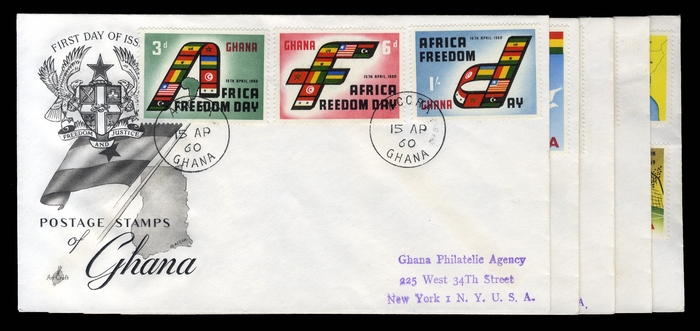 FIRST DAY OF ISS
FREEDOM AND JUSTICE
POSTAGE STAMPS
of
Ghana
ArtCraft
3d GHANA
15TH APRIL, 1960
AFRICA
FREEDOM DAY
GHANA 6d
15TH APRIL, 1960
AFRICA
FREEDOM DAY
AFRICA
FREEDOM
15TH APRIL, 1960
1/-
GHANA DAY
15 AP
60
GHANA
ACCRA
15 AP
60
GHANA
Ghana Philatelic Agency
225 West 34Th Street
New York 1 N. Y. U. S. A.
A.